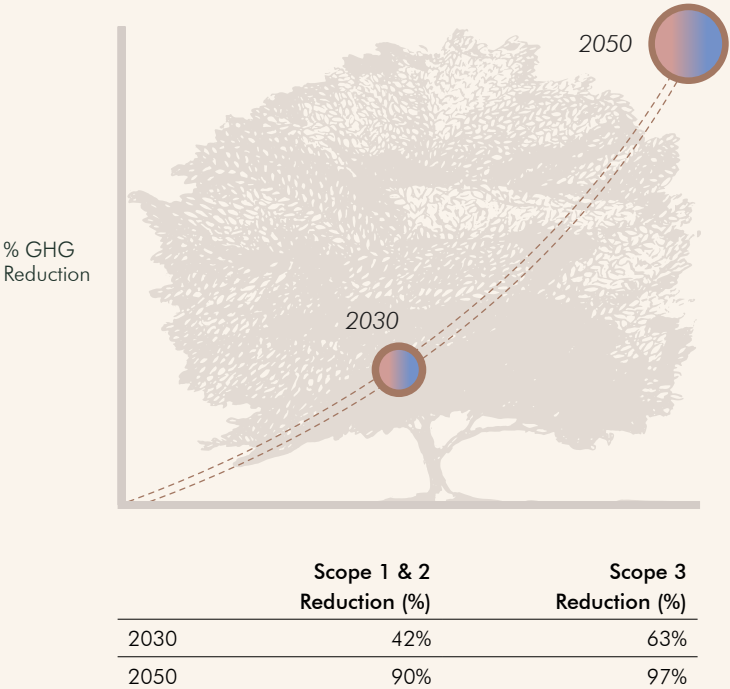 2050
% GHG
Reduction
2030
Scope 1 & 2 Scope 3
Reduction (%) Reduction (%)
2030 42% 63%
2050 90% 97%